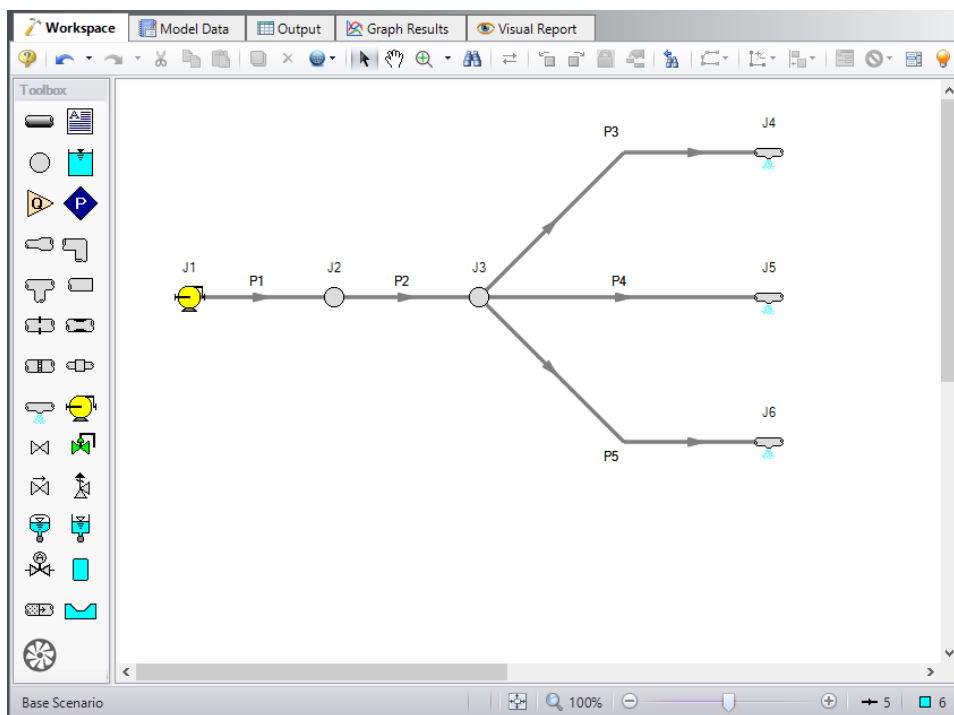 Workspace
Model Data
Output
Graph Results
Visual Report
Toolbox
A
Q
P
A
J1
P1
J2
P2
J3
P3
J4
P4
J5
P5
J6
Base Scenario
100%
5
6